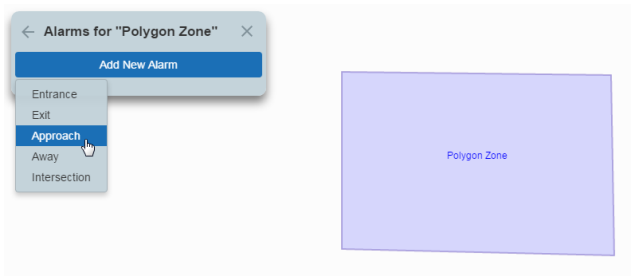 Alarms for "Polygon Zone"
Add New Alarm
Entrance
Exit
Approach
Away
Intersection
Polygon Zone